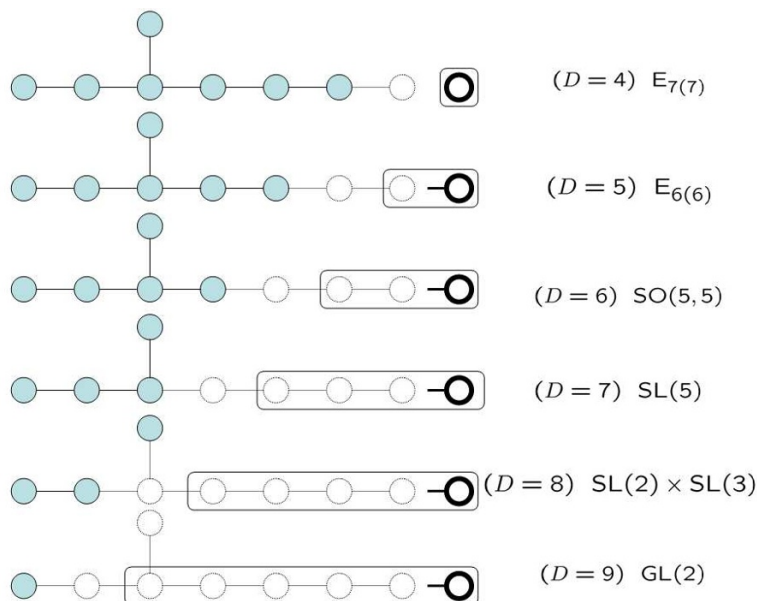 (D = 4) E7(7)
(D = 5) E6(6)
(D = 6) SO(5,5)
(D = 7) SL(5)
(D = 8) SL(2) × SL(3)
(D = 9) GL(2)